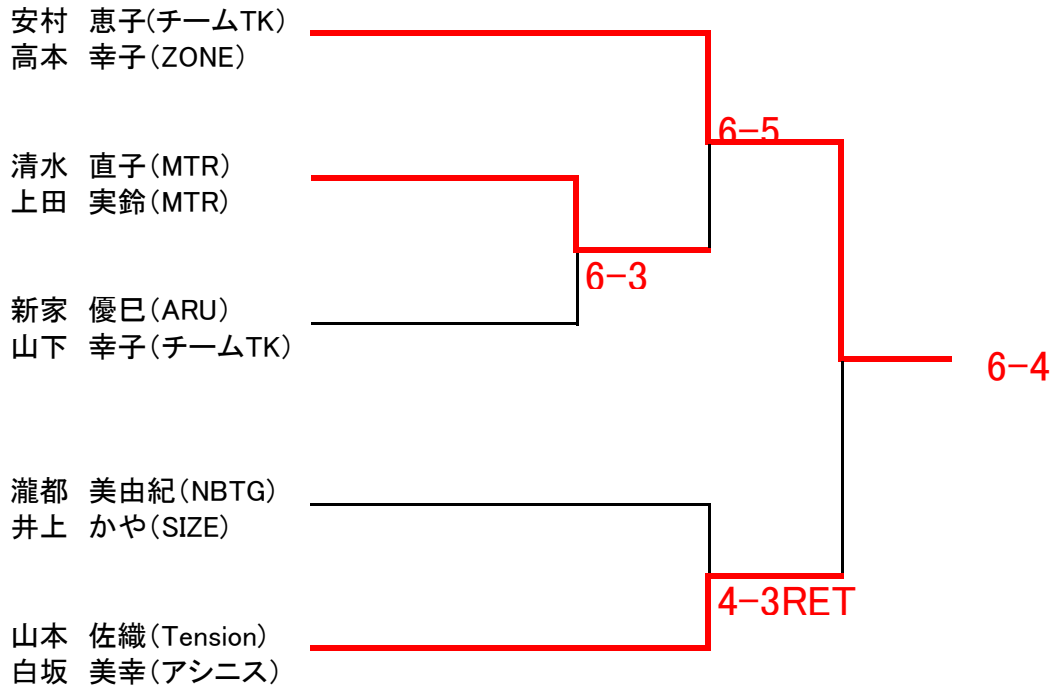 安村　恵子(チームTK)
高本　幸子(ZONE)
6-5
清水　直子(MTR)
上田　実鈴(MTR)
6-3
新家　優巳(ARU)
山下　幸子(チームTK)
6-4
瀧都　美由紀(NBTG)
井上　かや(SIZE)
4-3RET
山本　佐織(Tension)
白坂　美幸(アシニス)